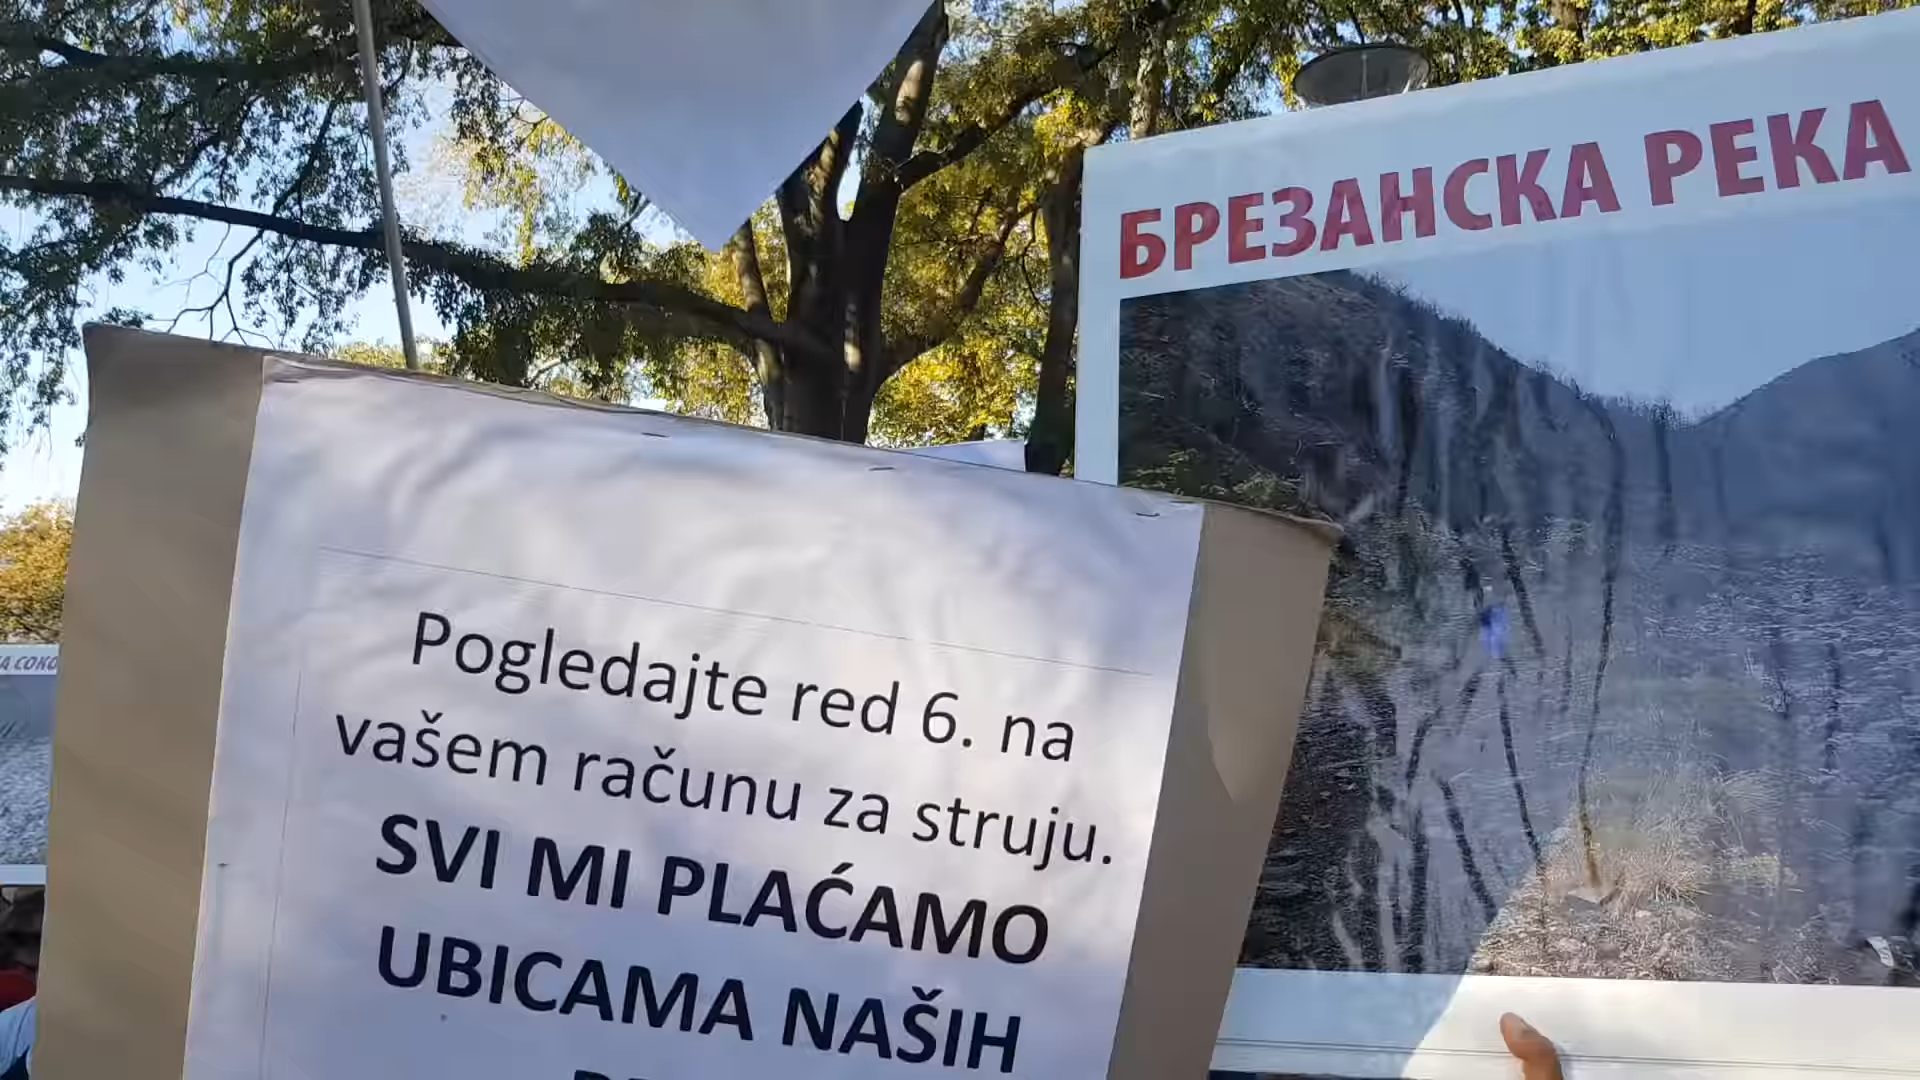 БРЕЗАНСКА РЕКА
Pogledajte red 6. na
vašem računu za struju.
SVI MI PLAĆAMO
UBICAMA NAŠIH